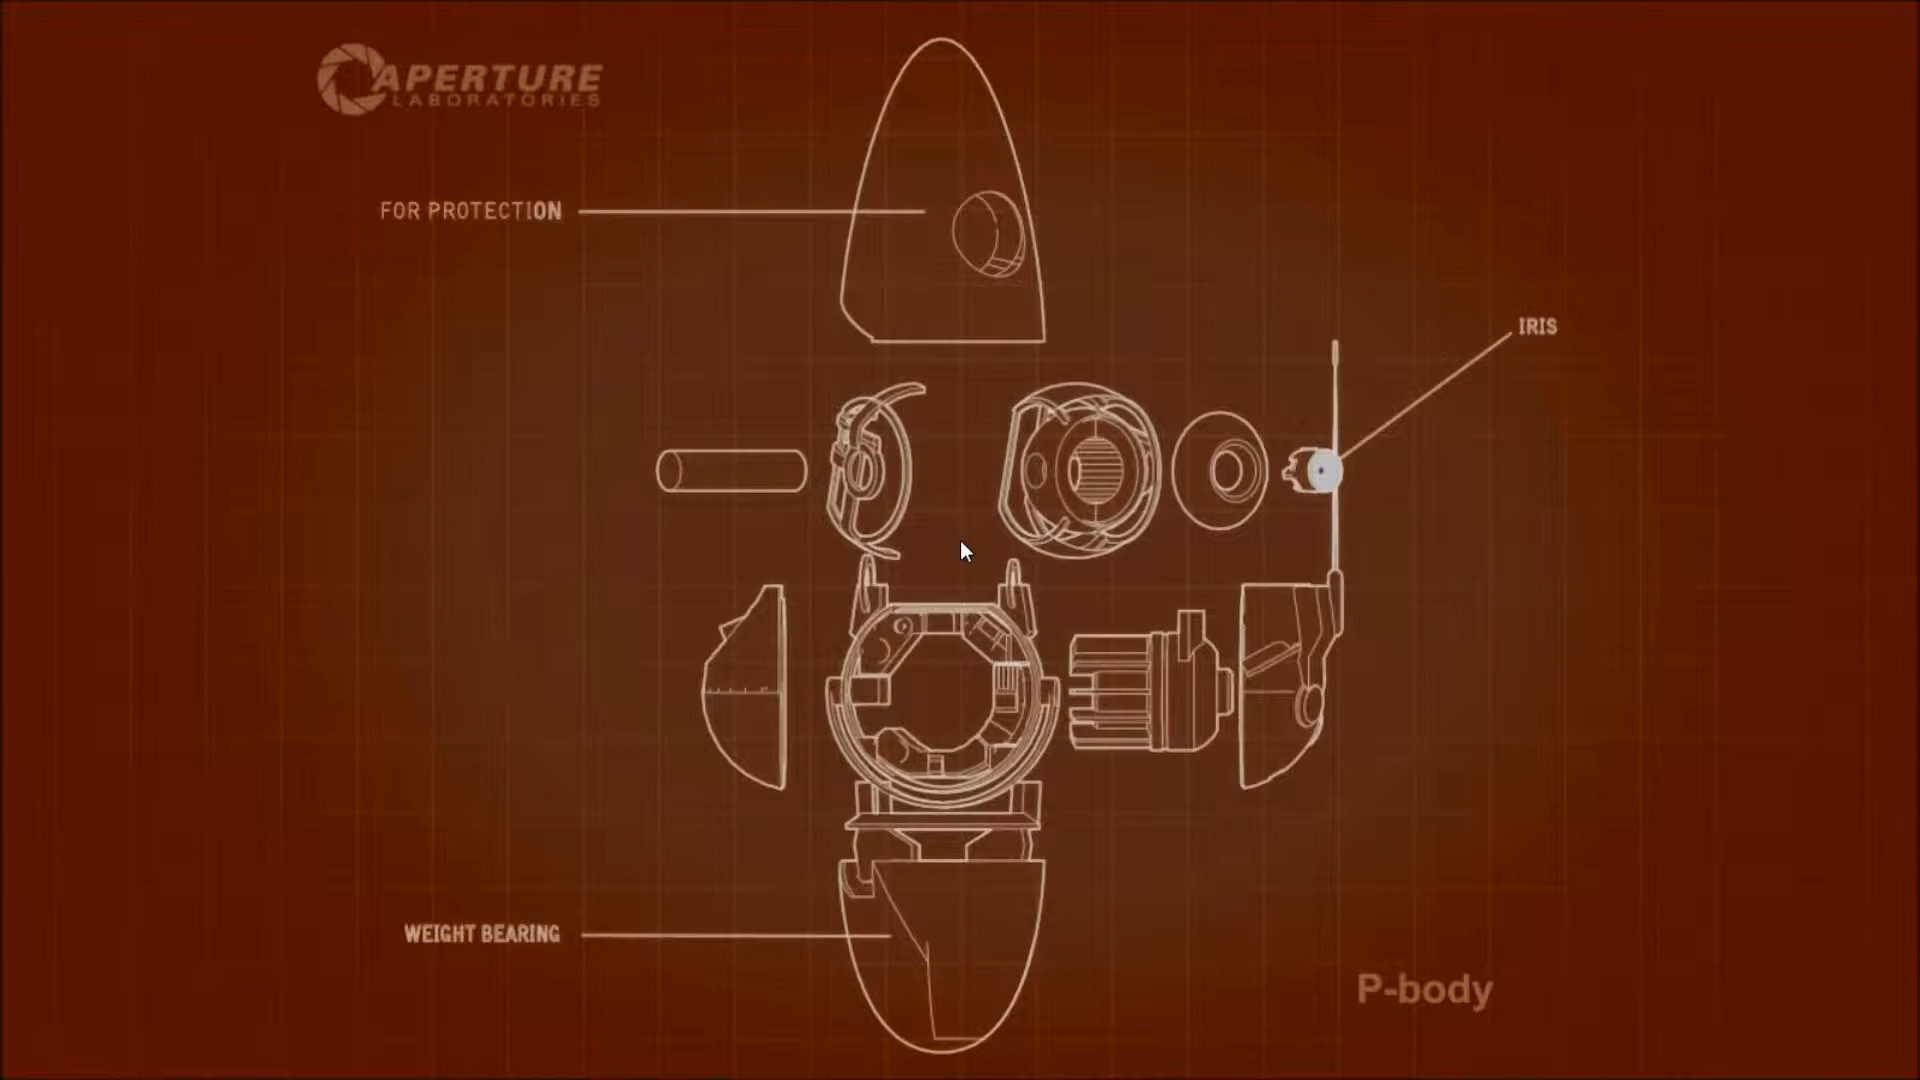 APERTURE
LABORATORIES
FOR PROTECTION
IRIS
WEIGHT BEARING
P-body